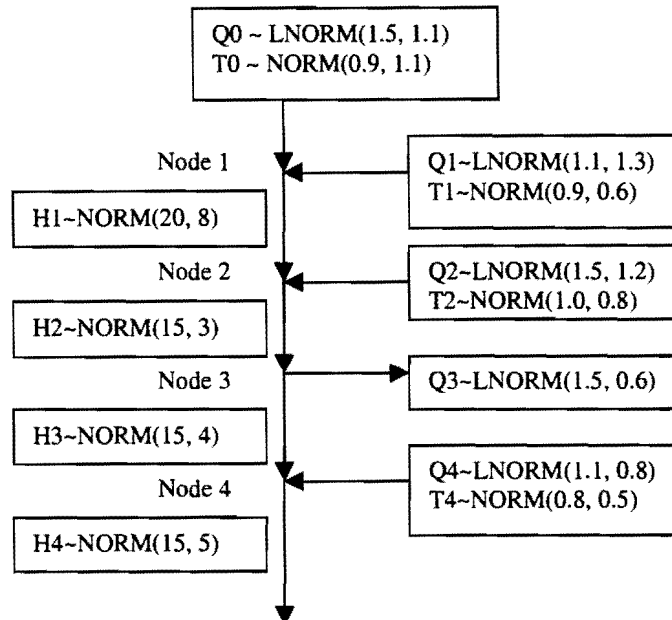 Q0 ~ LNORM(1.5, 1.1)
T0 ~ NORM(0.9, 1.1)
Node 1
Q1~LNORM(1.1, 1.3)
T1~NORM(0.9, 0.6)
H1~NORM(20, 8)
Node 2
Q2~LNORM(1.5, 1.2)
T2~NORM(1.0, 0.8)
H2~NORM(15, 3)
Node 3
Q3~LNORM(1.5, 0.6)
H3~NORM(15, 4)
Node 4
Q4~LNORM(1.1, 0.8)
T4~NORM(0.8, 0.5)
H4~NORM(15, 5)